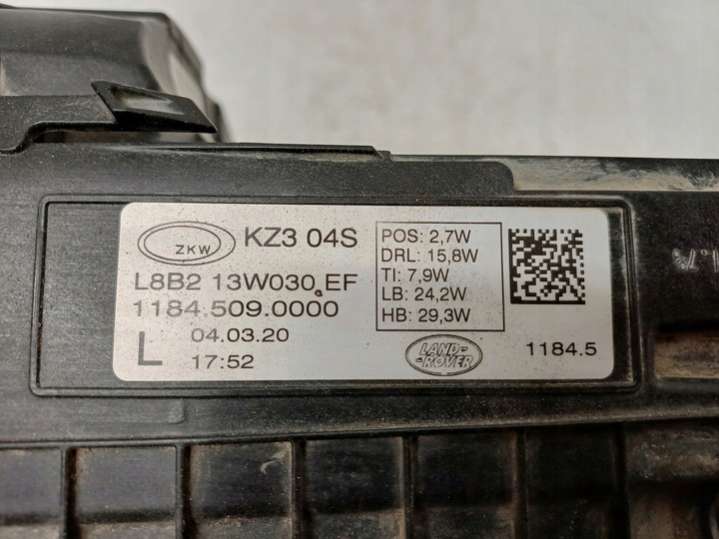 ZKW KZ3 04S
L8B2 13W030 EF
1184.509.0000
L 04.03.20
17:52
POS: 2,7W
DRL: 15,8W
TI: 7,9W
LB: 24,2W
HB: 29,3W
LAND-
-ROVER
1184.5